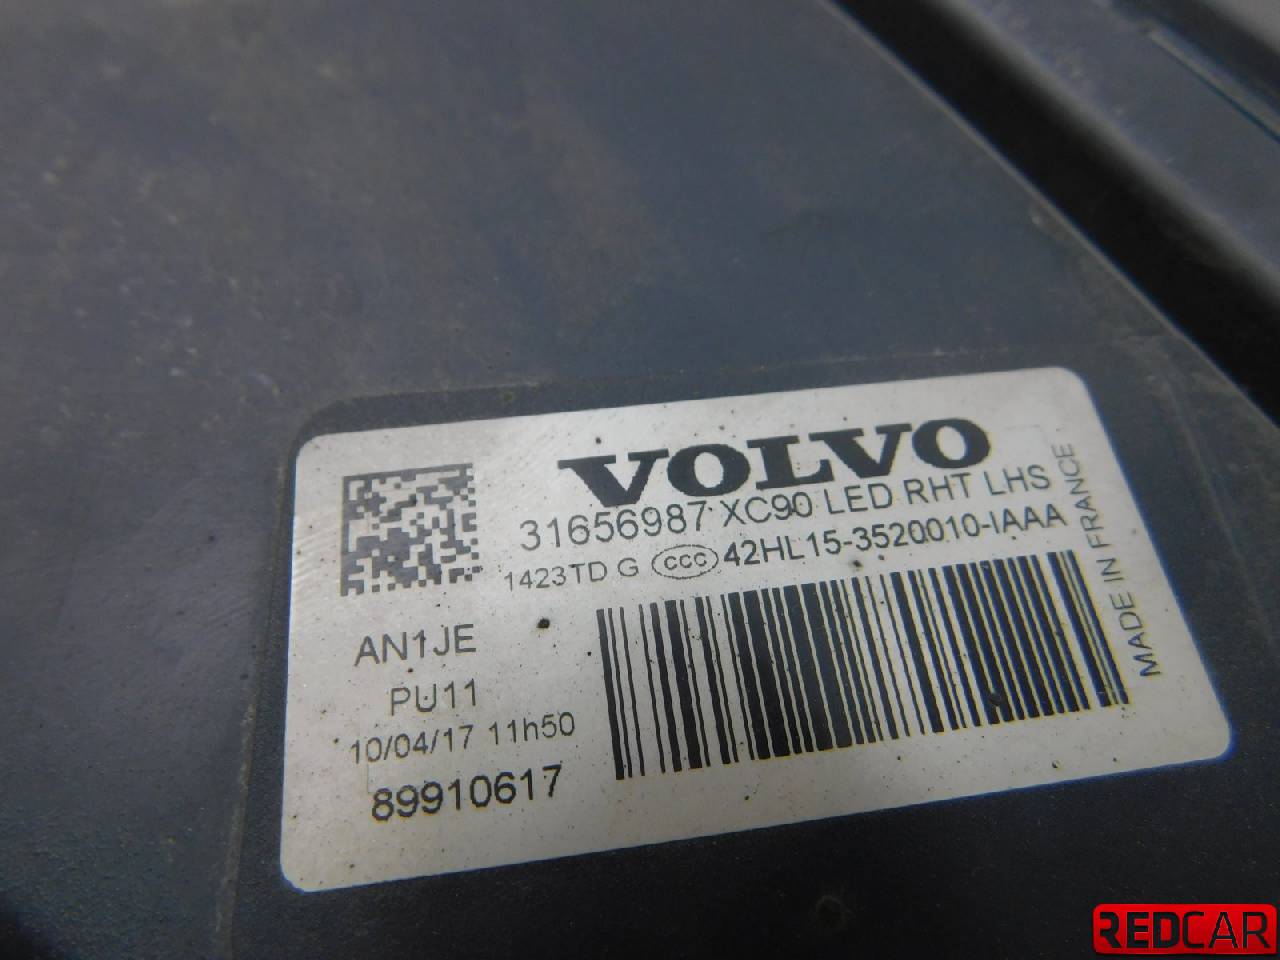 VOLVO
31656987 XC90 LED RHT LHS
1423TD G CCC 42HL15-3520010-IAAA
MADE IN FRANCE
AN1JE
PU11
10/04/17 11h50
89910617
REDCAR